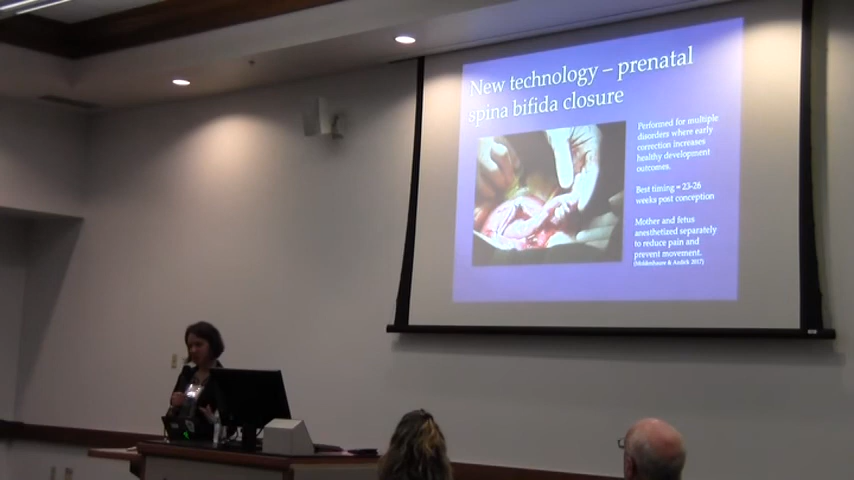 New technology – prenatal
spina bifida closure
Performed for multiple
disorders where early
correction increases
healthy development
outcomes.
Best timing = 23-26
weeks post conception
Mother and fetus
anesthetized separately
to reduce pain and
prevent movement.
2017)